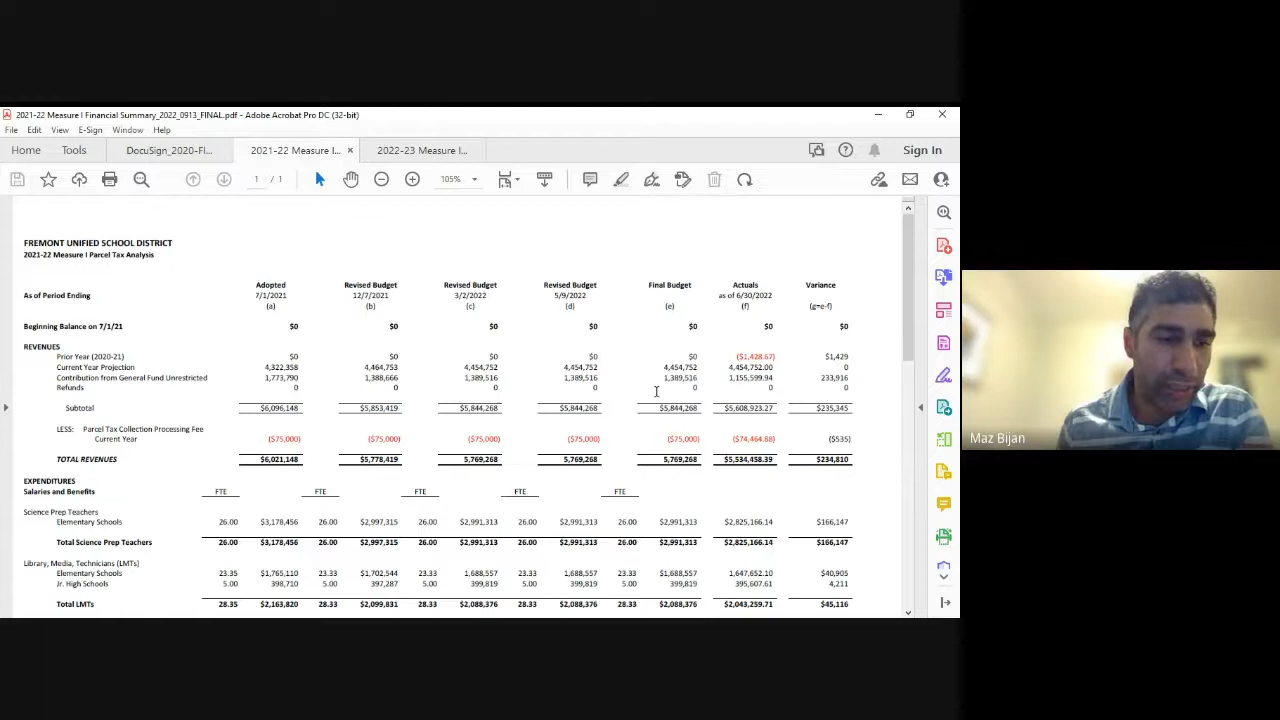 2021-22 Measure I Financial Summary_2022_0913_FINAL.pdf - Adobe Acrobat Pro DC (32-bit)
File Edit View E-Sign Window Help
Home Tools DocuSign_2020-FI... 2021-22 Measure I... × 2022-23 Measure I... Sign In
1 / 1 105%
FREMONT UNIFIED SCHOOL DISTRICT
2021-22 Measure I Parcel Tax Analysis
Adopted Revised Budget Revised Budget Revised Budget Final Budget Actuals Variance
As of Period Ending 7/1/2021 12/7/2021 3/2/2022 5/9/2022 as of 6/30/2022
(a) (b) (c) (d) (e) (f) (g=e-f)
Beginning Balance on 7/1/21 $0 $0 $0 $0 $0 $0 $0
REVENUES
Prior Year (2020-21) $0 $0 $0 $0 $0 ($1,428.67) $1,429
Current Year Projection 4,322,358 4,464,753 4,454,752 4,454,752 4,454,752 4,454,752.00 0
Contribution from General Fund Unrestricted 1,773,790 1,388,666 1,389,516 1,389,516 1,389,516 1,155,599.94 233,916
Refunds 0 0 0 0 0 0 0
Subtotal $6,096,148 $5,853,419 $5,844,268 $5,844,268 $5,844,268 $5,608,923.27 $235,345
LESS: Parcel Tax Collection Processing Fee
Current Year ($75,000) ($75,000) ($75,000) ($75,000) ($75,000) ($74,464.88) ($535)
TOTAL REVENUES $6,021,148 $5,778,419 5,769,268 5,769,268 5,769,268 $5,534,458.39 $234,810
EXPENDITURES
Salaries and Benefits FTE FTE FTE FTE FTE
Science Prep Teachers
Elementary Schools 26.00 $3,178,456 26.00 $2,997,315 26.00 $2,991,313 26.00 $2,991,313 26.00 $2,991,313 $2,825,166.14 $166,147
Total Science Prep Teachers 26.00 $3,178,456 26.00 $2,997,315 26.00 $2,991,313 26.00 $2,991,313 26.00 $2,991,313 $2,825,166.14 $166,147
Library, Media, Technicians (LMTs)
Elementary Schools 23.35 $1,765,110 23.33 $1,702,544 23.33 1,688,557 23.33 1,688,557 23.33 $1,688,557 1,647,652.10 $40,905
Jr. High Schools 5.00 398,710 5.00 397,287 5.00 399,819 5.00 399,819 5.00 399,819 395,607.61 4,211
Total LMTs 28.35 $2,163,820 28.33 $2,099,831 28.33 $2,088,376 28.33 $2,088,376 28.33 $2,088,376 $2,043,259.71 $45,116
Maz Bijan